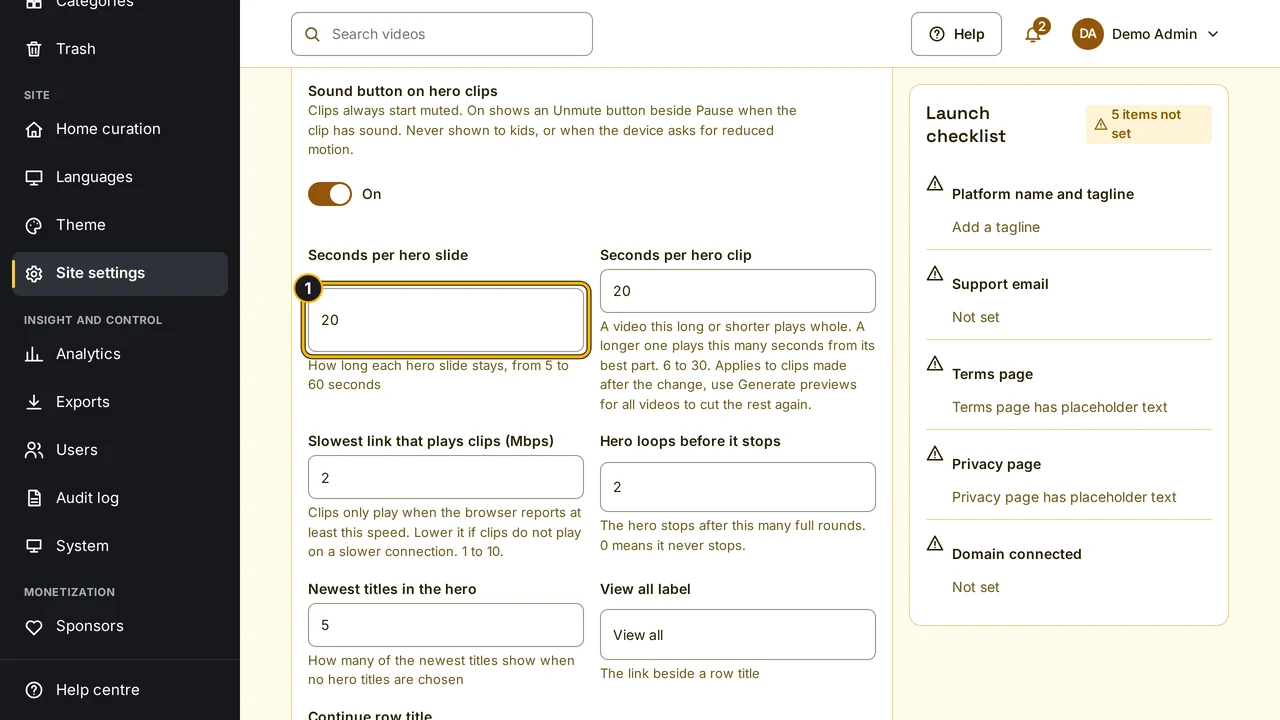 Categories
Trash
SITE
Home curation
Languages
Theme
Site settings
INSIGHT AND CONTROL
Analytics
Exports
Users
Audit log
System
MONETIZATION
Sponsors
Help centre
Search videos
Help
2
DA
Demo Admin
Sound button on hero clips
Clips always start muted. On shows an Unmute button beside Pause when the
clip has sound. Never shown to kids, or when the device asks for reduced
motion.
On
Seconds per hero slide
1
20
How long each hero slide stays, from 5 to
60 seconds
Seconds per hero clip
20
A video this long or shorter plays whole. A
longer one plays this many seconds from its
best part. 6 to 30. Applies to clips made
after the change, use Generate previews
for all videos to cut the rest again.
Slowest link that plays clips (Mbps)
2
Clips only play when the browser reports at
least this speed. Lower it if clips do not play
on a slower connection. 1 to 10.
Hero loops before it stops
2
The hero stops after this many full rounds.
0 means it never stops.
Newest titles in the hero
5
How many of the newest titles show when
no hero titles are chosen
View all label
View all
The link beside a row title
Continue row title
Launch
checklist
5 items not
set
Platform name and tagline
Add a tagline
Support email
Not set
Terms page
Terms page has placeholder text
Privacy page
Privacy page has placeholder text
Domain connected
Not set